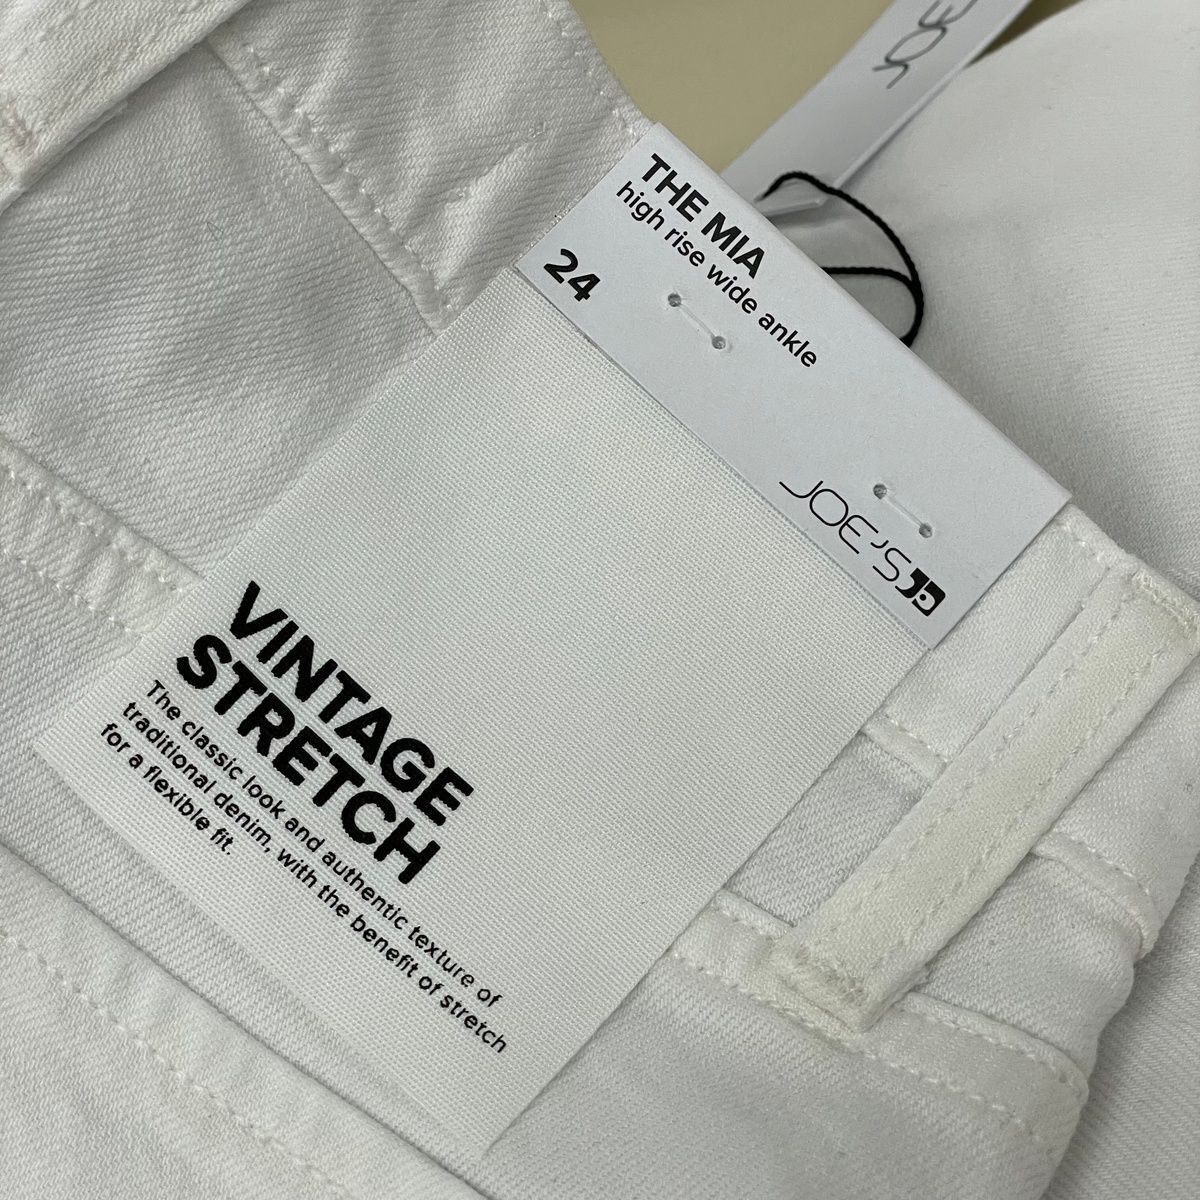 JOE
THE MIA
high rise wide ankle
24
JOE'S
VINTAGE
STRETCH
The classic look and authentic texture of
traditional denim, with the benefit of stretch
for a flexible fit.